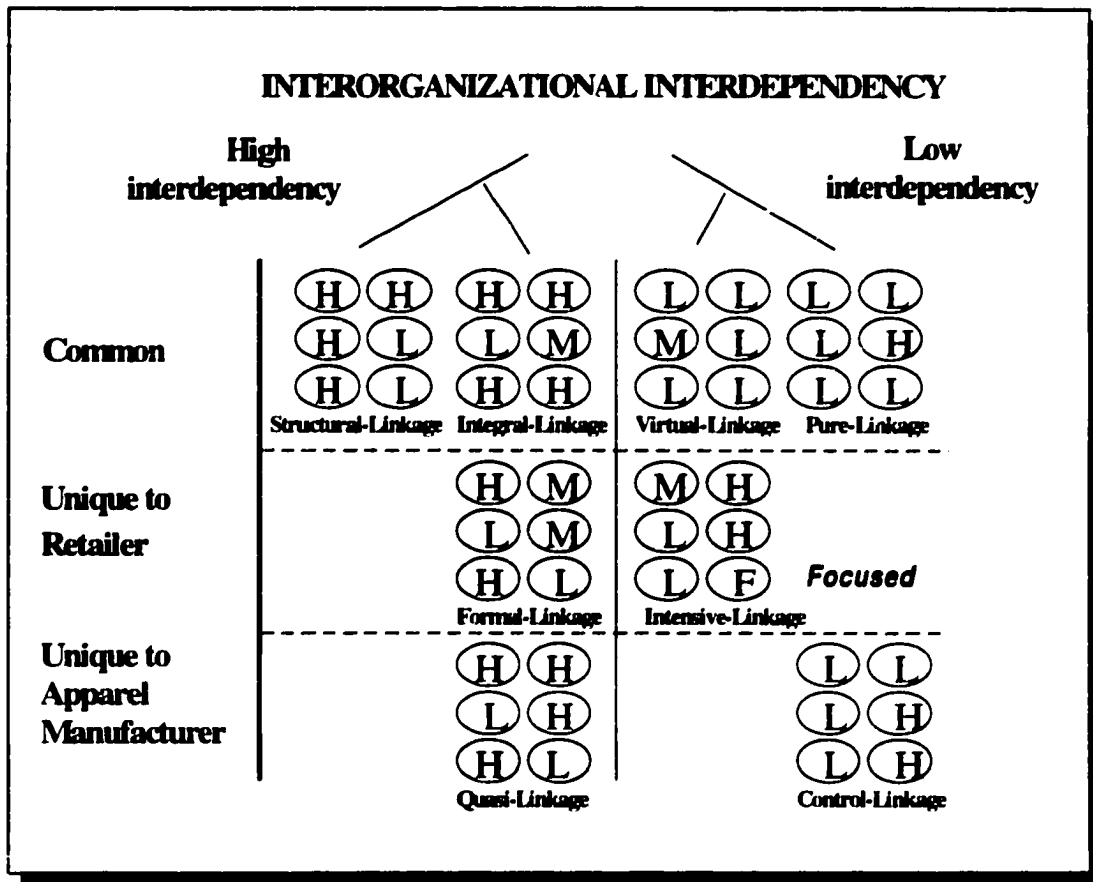 INTERORGANIZATIONAL INTERDEPENDENCY
High Low
interdependency interdependency
H H H H L L L L
Common H L L M M L L H
H L H H L L L L
Structural-Linkage Integral-Linkage Virtual-Linkage Pure-Linkage
Unique to H M M H
Retailer L M L H
H L L F Focused
Formal-Linkage Intensive-Linkage
Unique to H H L L
Apparel L H L H
Manufacturer H L L H
Quasi-Linkage Control-Linkage